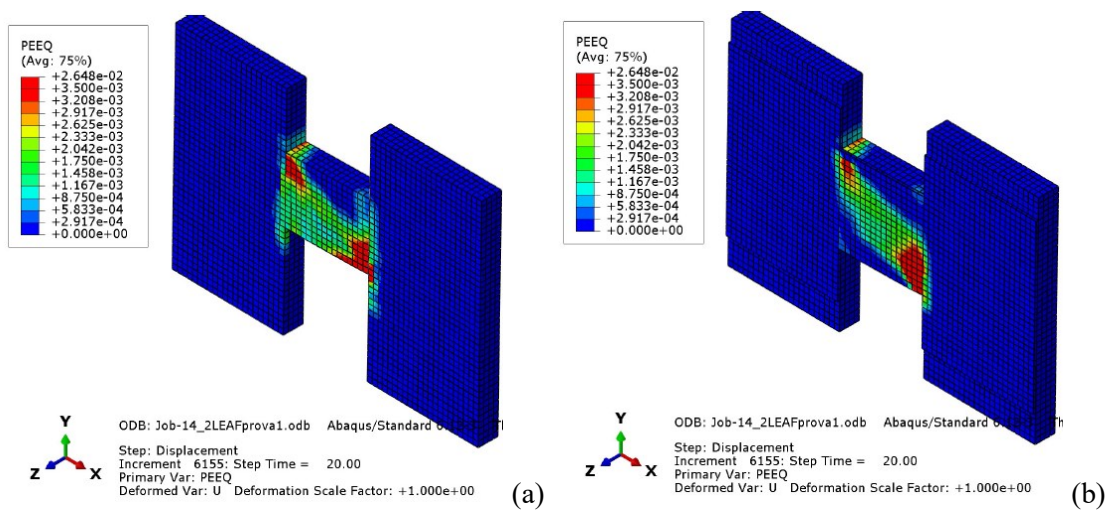 PEEQ
(Avg: 75%)
+2.648e-02
+3.500e-03
+3.208e-03
+2.917e-03
+2.625e-03
+2.333e-03
+2.042e-03
+1.750e-03
+1.458e-03
+1.167e-03
+8.750e-04
+5.833e-04
+2.917e-04
+0.000e+00
Y
Z
X
ODB: Job-14_2LEAFprova1.odb Abaqus/Standard
Step: Displacement
Increment 6155: Step Time = 20.00
Primary Var: PEEQ
Deformed Var: U Deformation Scale Factor: +1.000e+00
(a)
PEEQ
(Avg: 75%)
+2.648e-02
+3.500e-03
+3.208e-03
+2.917e-03
+2.625e-03
+2.333e-03
+2.042e-03
+1.750e-03
+1.458e-03
+1.167e-03
+8.750e-04
+5.833e-04
+2.917e-04
+0.000e+00
Y
Z
X
ODB: Job-14_2LEAFprova1.odb Abaqus/Standard
Step: Displacement
Increment 6155: Step Time = 20.00
Primary Var: PEEQ
Deformed Var: U Deformation Scale Factor: +1.000e+00
(b)